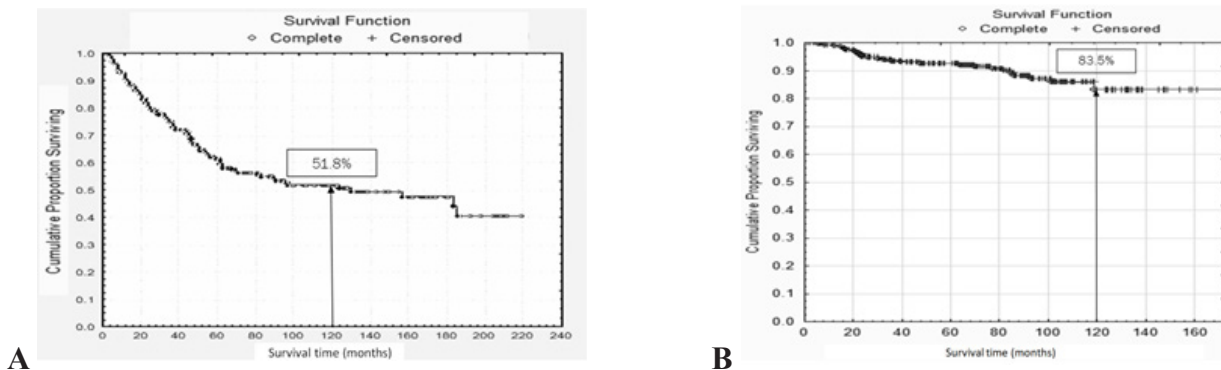 Survival Function
◇ Complete + Censored
Cumulative Proportion Surviving
1.0
0.9
0.8
0.7
0.6
0.5
0.4
0.3
0.2
0.1
0.0
51.8%
0 20 40 60 80 100 120 140 160 180 200 220 240
Survival time (months)
A
Survival Function
◇ Complete + Censored
Cumulative Proportion Surviving
1.0
0.9
0.8
0.7
0.6
0.5
0.4
0.3
0.2
0.1
0.0
83.5%
0 20 40 60 80 100 120 140 160
Survival time (months)
B